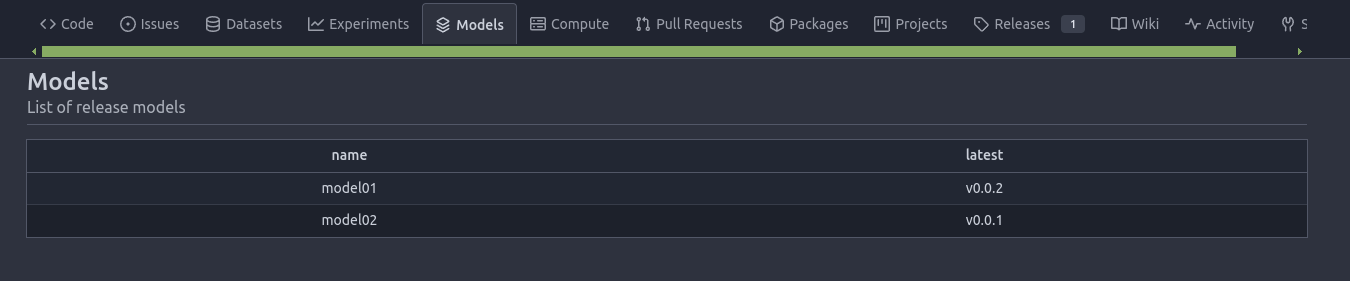 Code Issues Datasets Experiments Models Compute Pull Requests Packages Projects Releases 1 Wiki Activity S
Models
List of release models
name latest
model01 v0.0.2
model02 v0.0.1